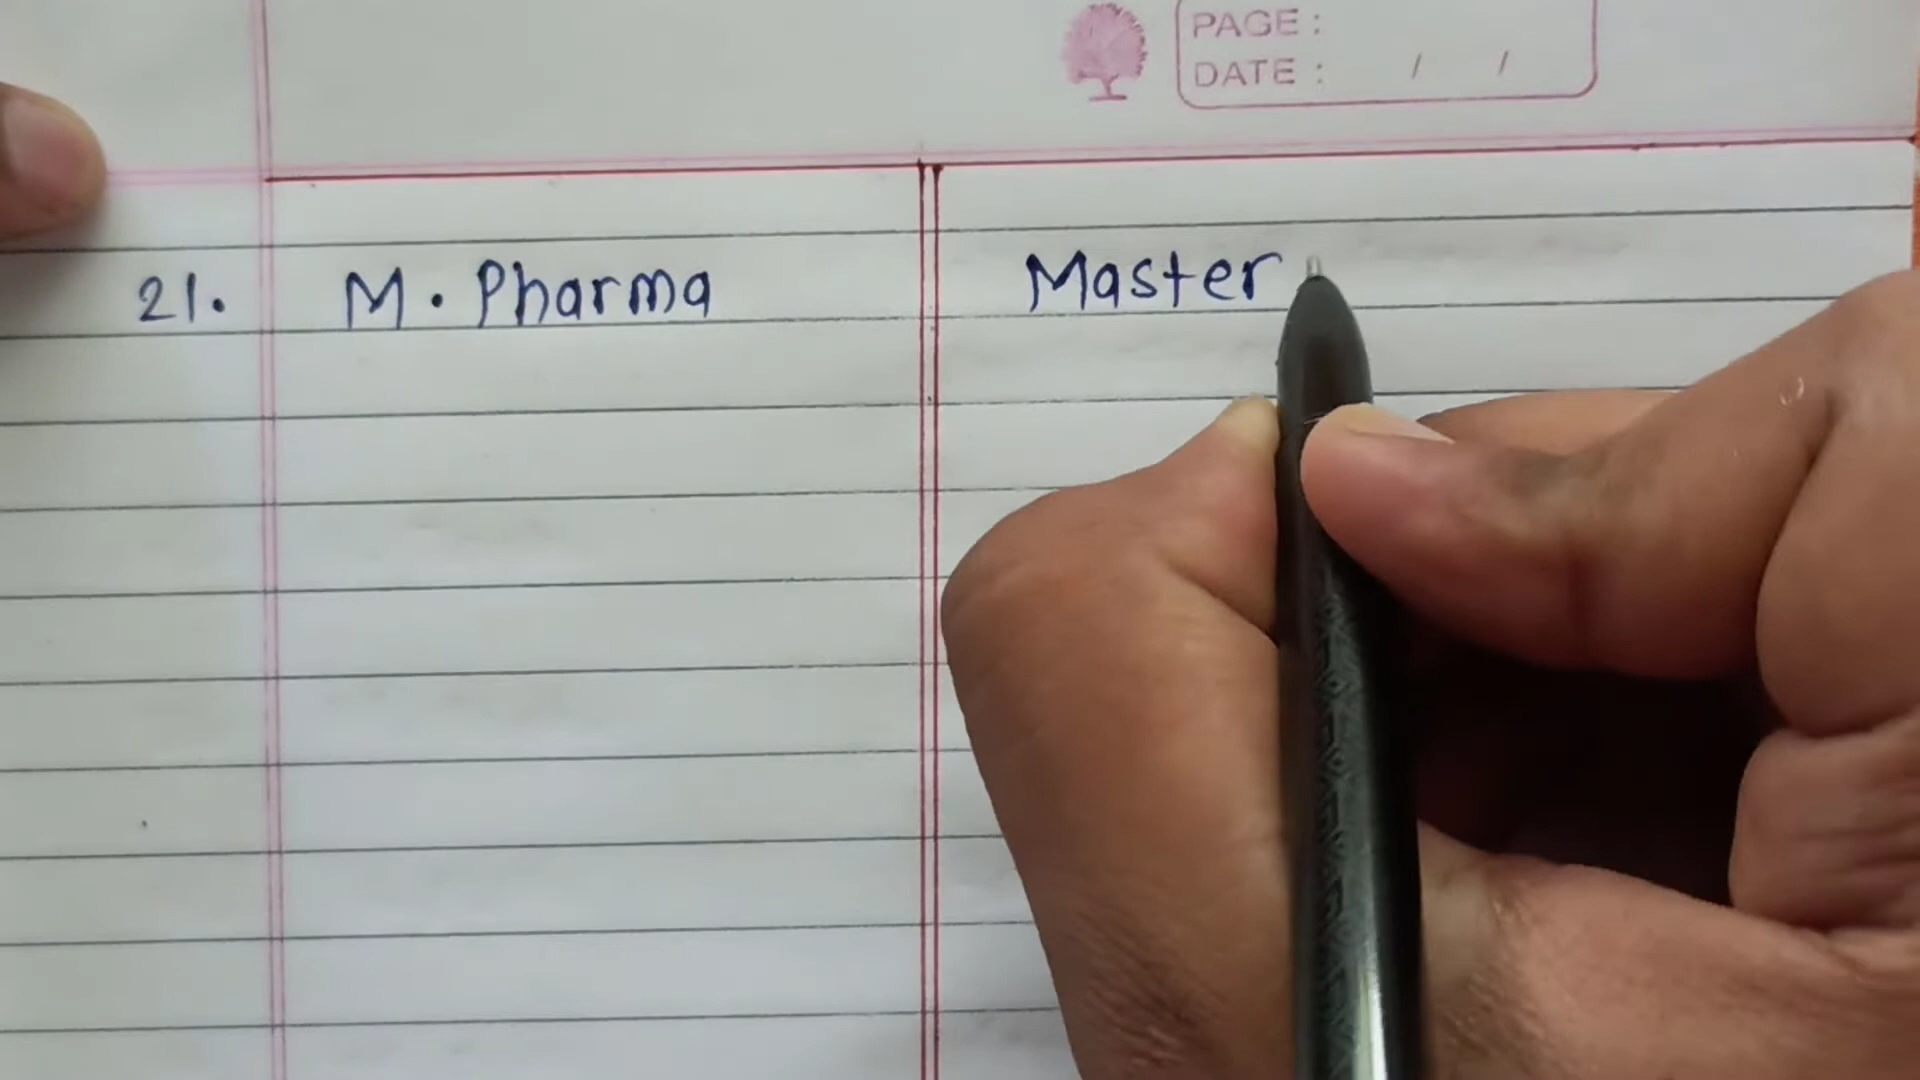 PAGE :
DATE : / /
21. M. Pharma Master